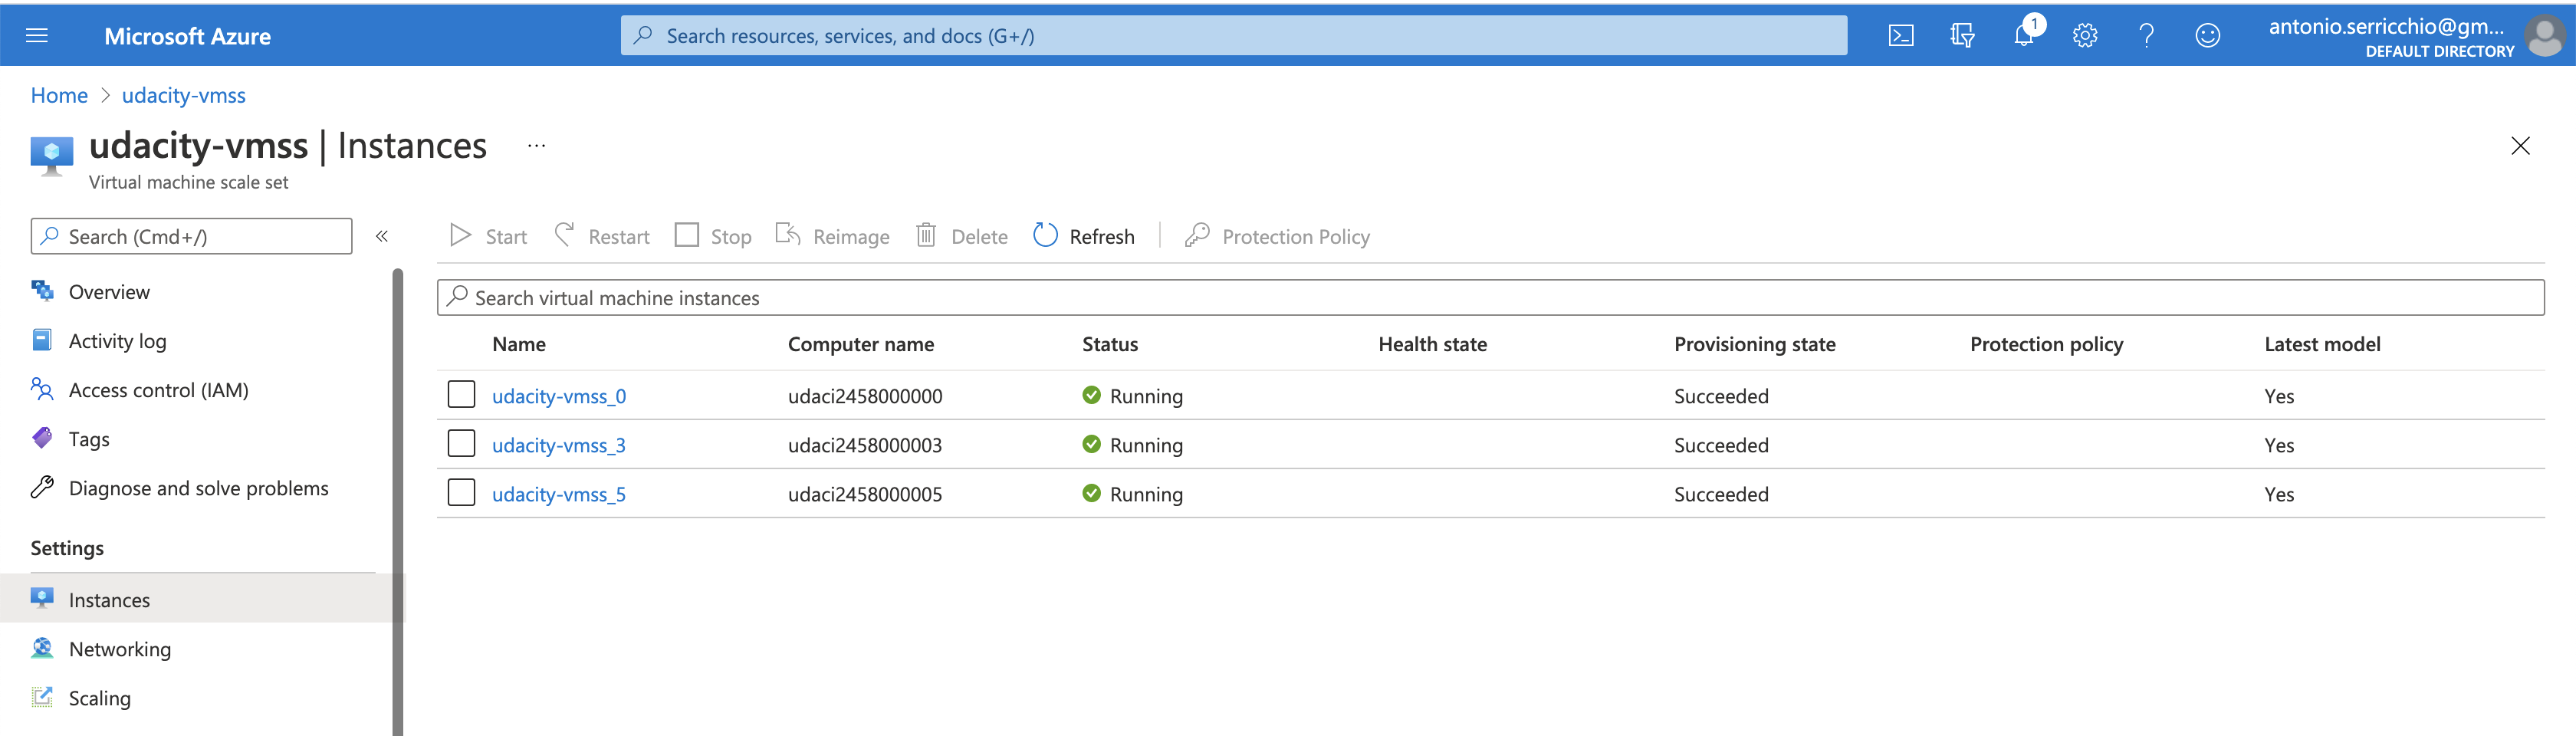 Microsoft Azure
Search resources, services, and docs (G+/)
1
antonio.serricchio@gm...
DEFAULT DIRECTORY
Home > udacity-vmss
udacity-vmss | Instances ...
Virtual machine scale set
Search (Cmd+/) «
Start Restart Stop Reimage Delete Refresh Protection Policy
Search virtual machine instances
Overview
Activity log
Access control (IAM)
Tags
Diagnose and solve problems
Settings
Instances
Networking
Scaling
Name Computer name Status Health state Provisioning state Protection policy Latest model
udacity-vmss_0 udaci2458000000 Running Succeeded Yes
udacity-vmss_3 udaci2458000003 Running Succeeded Yes
udacity-vmss_5 udaci2458000005 Running Succeeded Yes